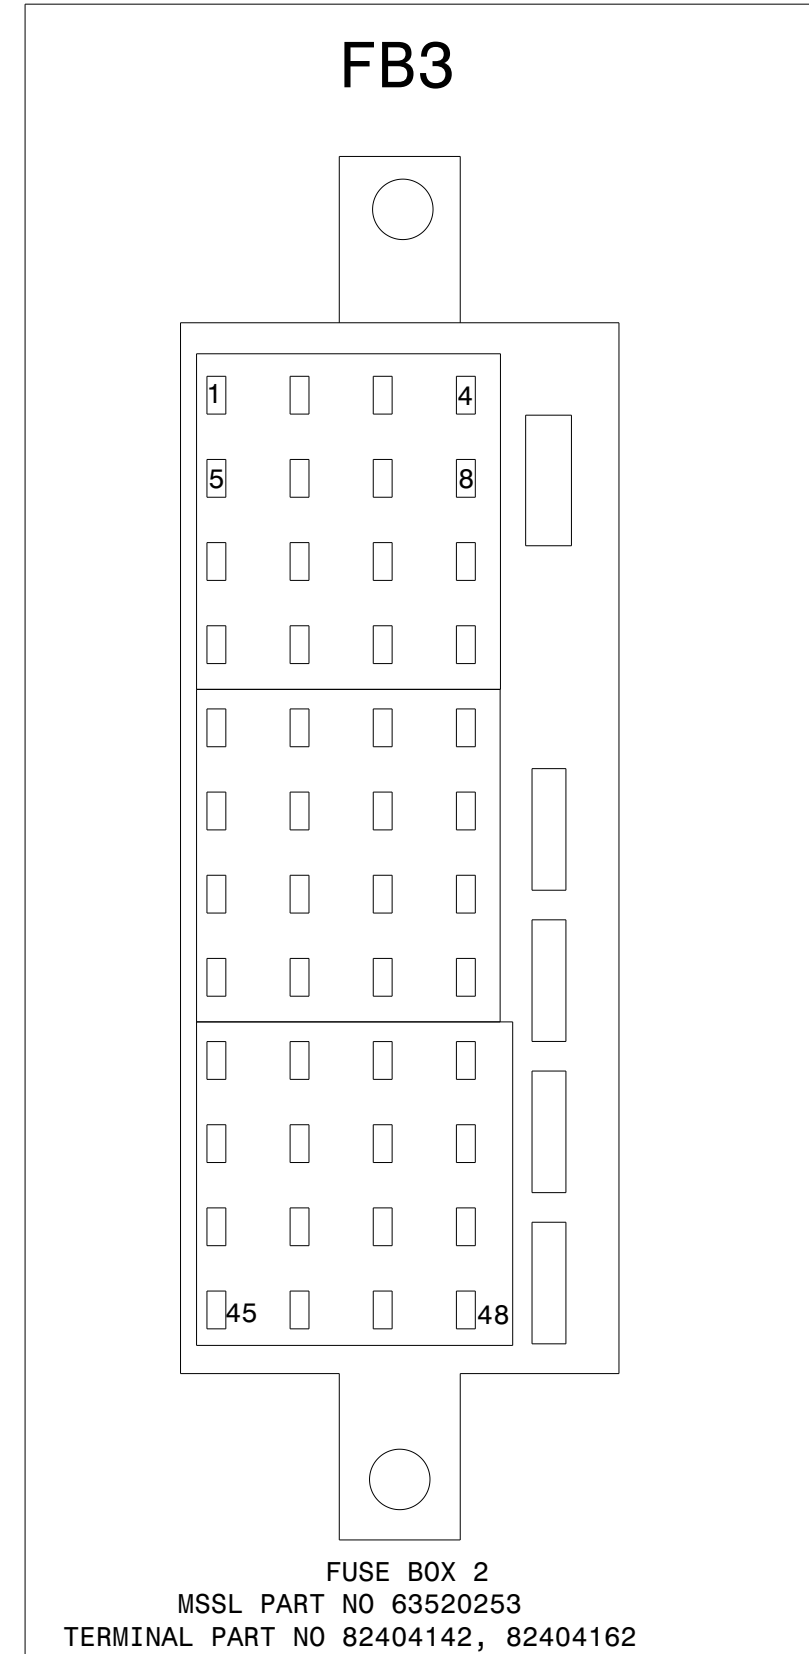 FB3
1 4
5 8
45 48
FUSE BOX 2
MSSL PART NO 63520253
TERMINAL PART NO 82404142, 82404162